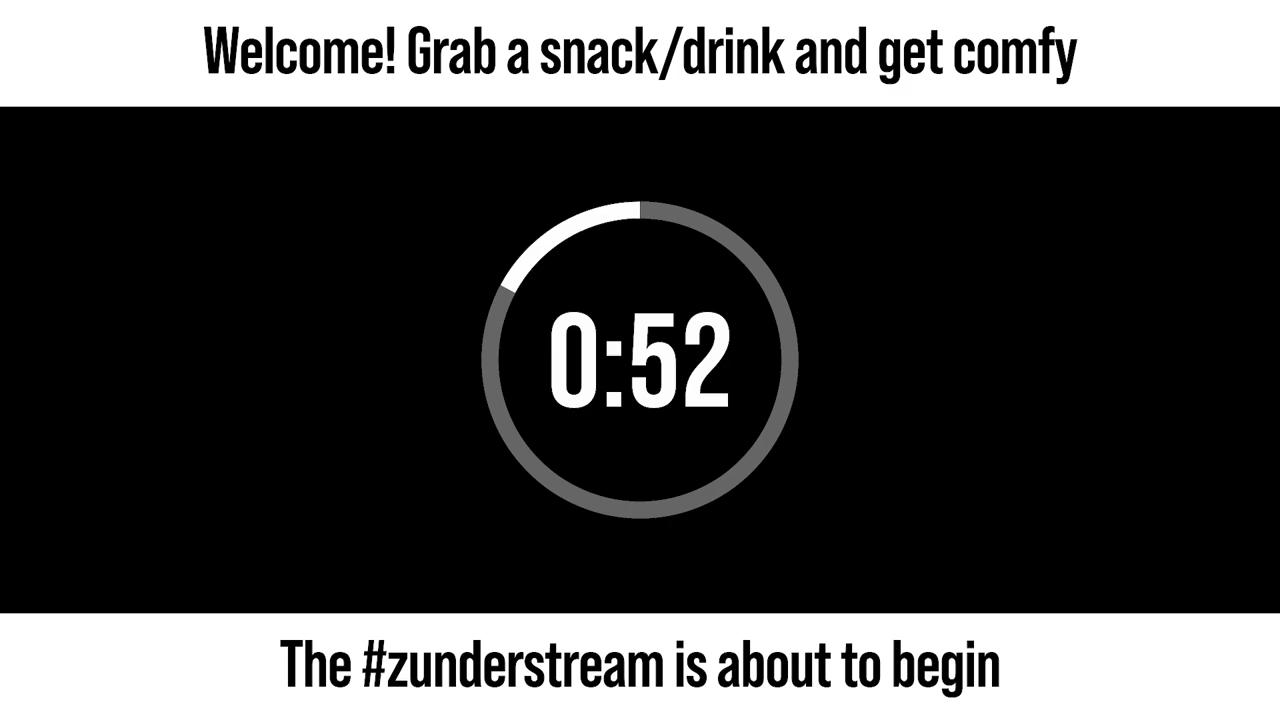 Welcome! Grab a snack/drink and get comfy
0:52
The #zunderstream is about to begin